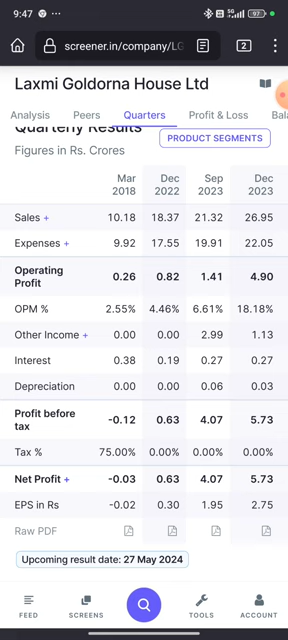 9:47
5G
97
screener.in/company/LG
2
Laxmi Goldorna House Ltd
Analysis Peers Quarters Profit & Loss Bala
Quarterly Results
PRODUCT SEGMENTS
Figures in Rs. Crores
Mar 2018 Dec 2022 Sep 2023 Dec 2023
Sales + 10.18 18.37 21.32 26.95
Expenses + 9.92 17.55 19.91 22.05
Operating Profit 0.26 0.82 1.41 4.90
OPM % 2.55% 4.46% 6.61% 18.18%
Other Income + 0.00 0.00 2.99 1.13
Interest 0.38 0.19 0.27 0.27
Depreciation 0.00 0.00 0.06 0.03
Profit before tax -0.12 0.63 4.07 5.73
Tax % 75.00% 0.00% 0.00% 0.00%
Net Profit + -0.03 0.63 4.07 5.73
EPS in Rs -0.02 0.30 1.95 2.75
Raw PDF
Upcoming result date: 27 May 2024
FEED SCREENS TOOLS ACCOUNT